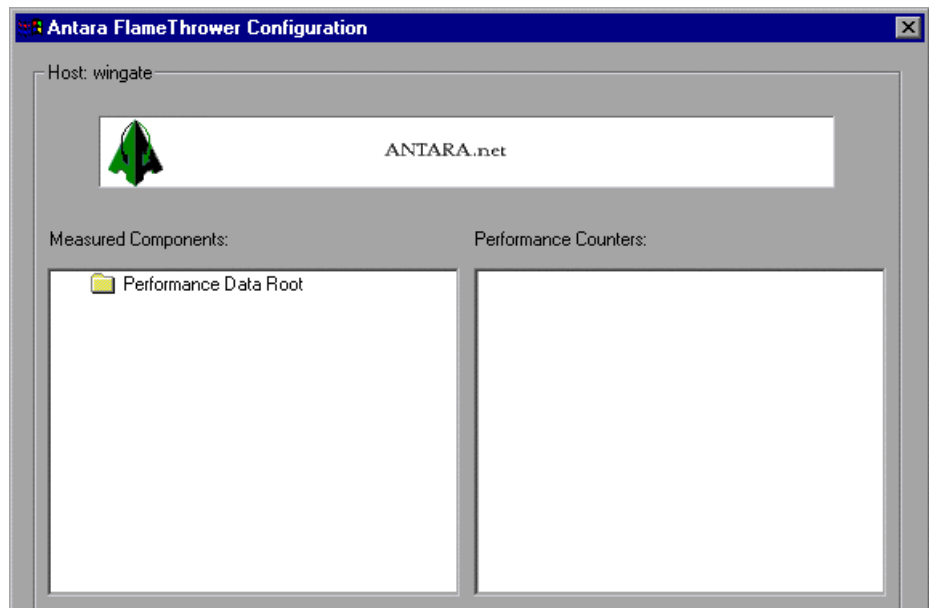 Antara FlameThrower Configuration
Host: wingate
ANTARA.net
Measured Components:
Performance Counters:
Performance Data Root